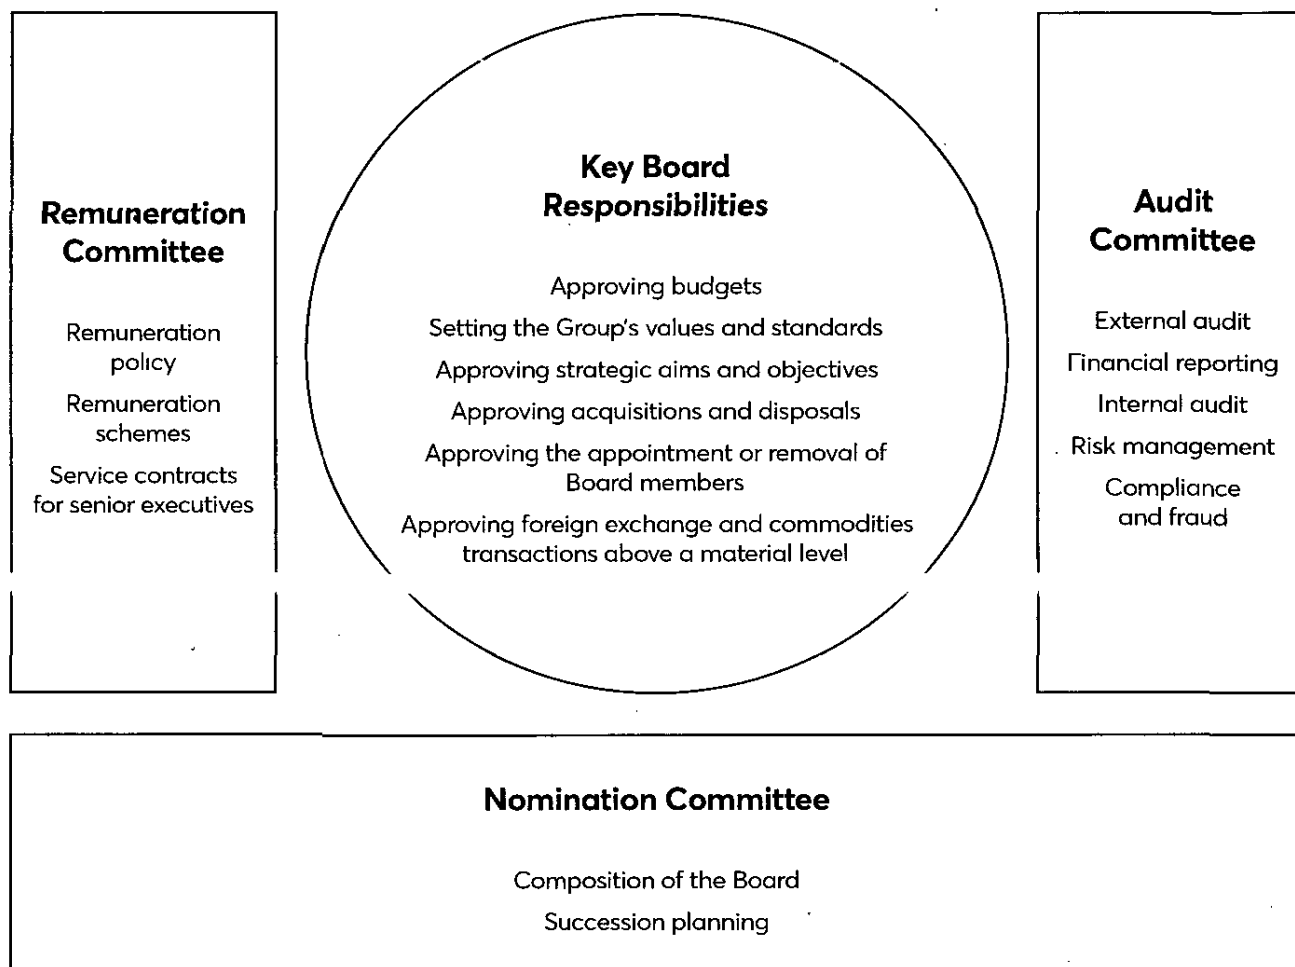 Remuneration
Committee
Remuneration
policy
Remuneration
schemes
Service contracts
for senior executives
Key Board
Responsibilities
Approving budgets
Setting the Group's values and standards
Approving strategic aims and objectives
Approving acquisitions and disposals
Approving the appointment or removal of
Board members
Approving foreign exchange and commodities
transactions above a material level
Audit
Committee
External audit
Financial reporting
Internal audit
Risk management
Compliance
and fraud
Nomination Committee
Composition of the Board
Succession planning